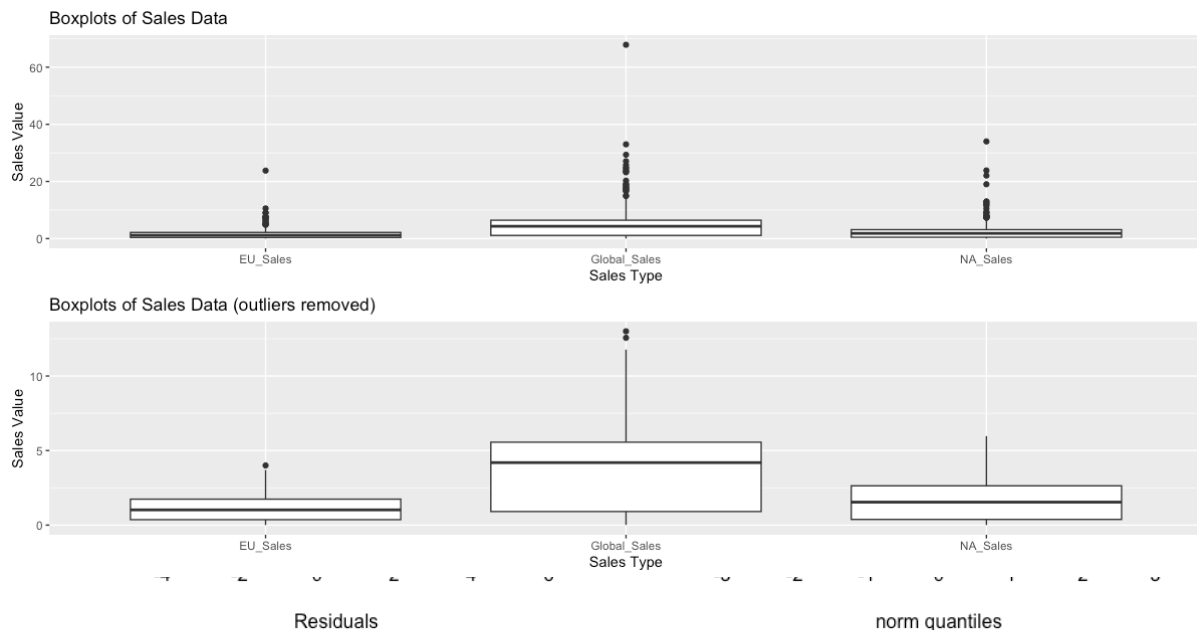 Boxplots of Sales Data
60
40
20
0
Sales Value
EU_Sales Global_Sales NA_Sales
Sales Type
Boxplots of Sales Data (outliers removed)
10
5
0
Sales Value
EU_Sales Global_Sales NA_Sales
Sales Type
Residuals norm quantiles